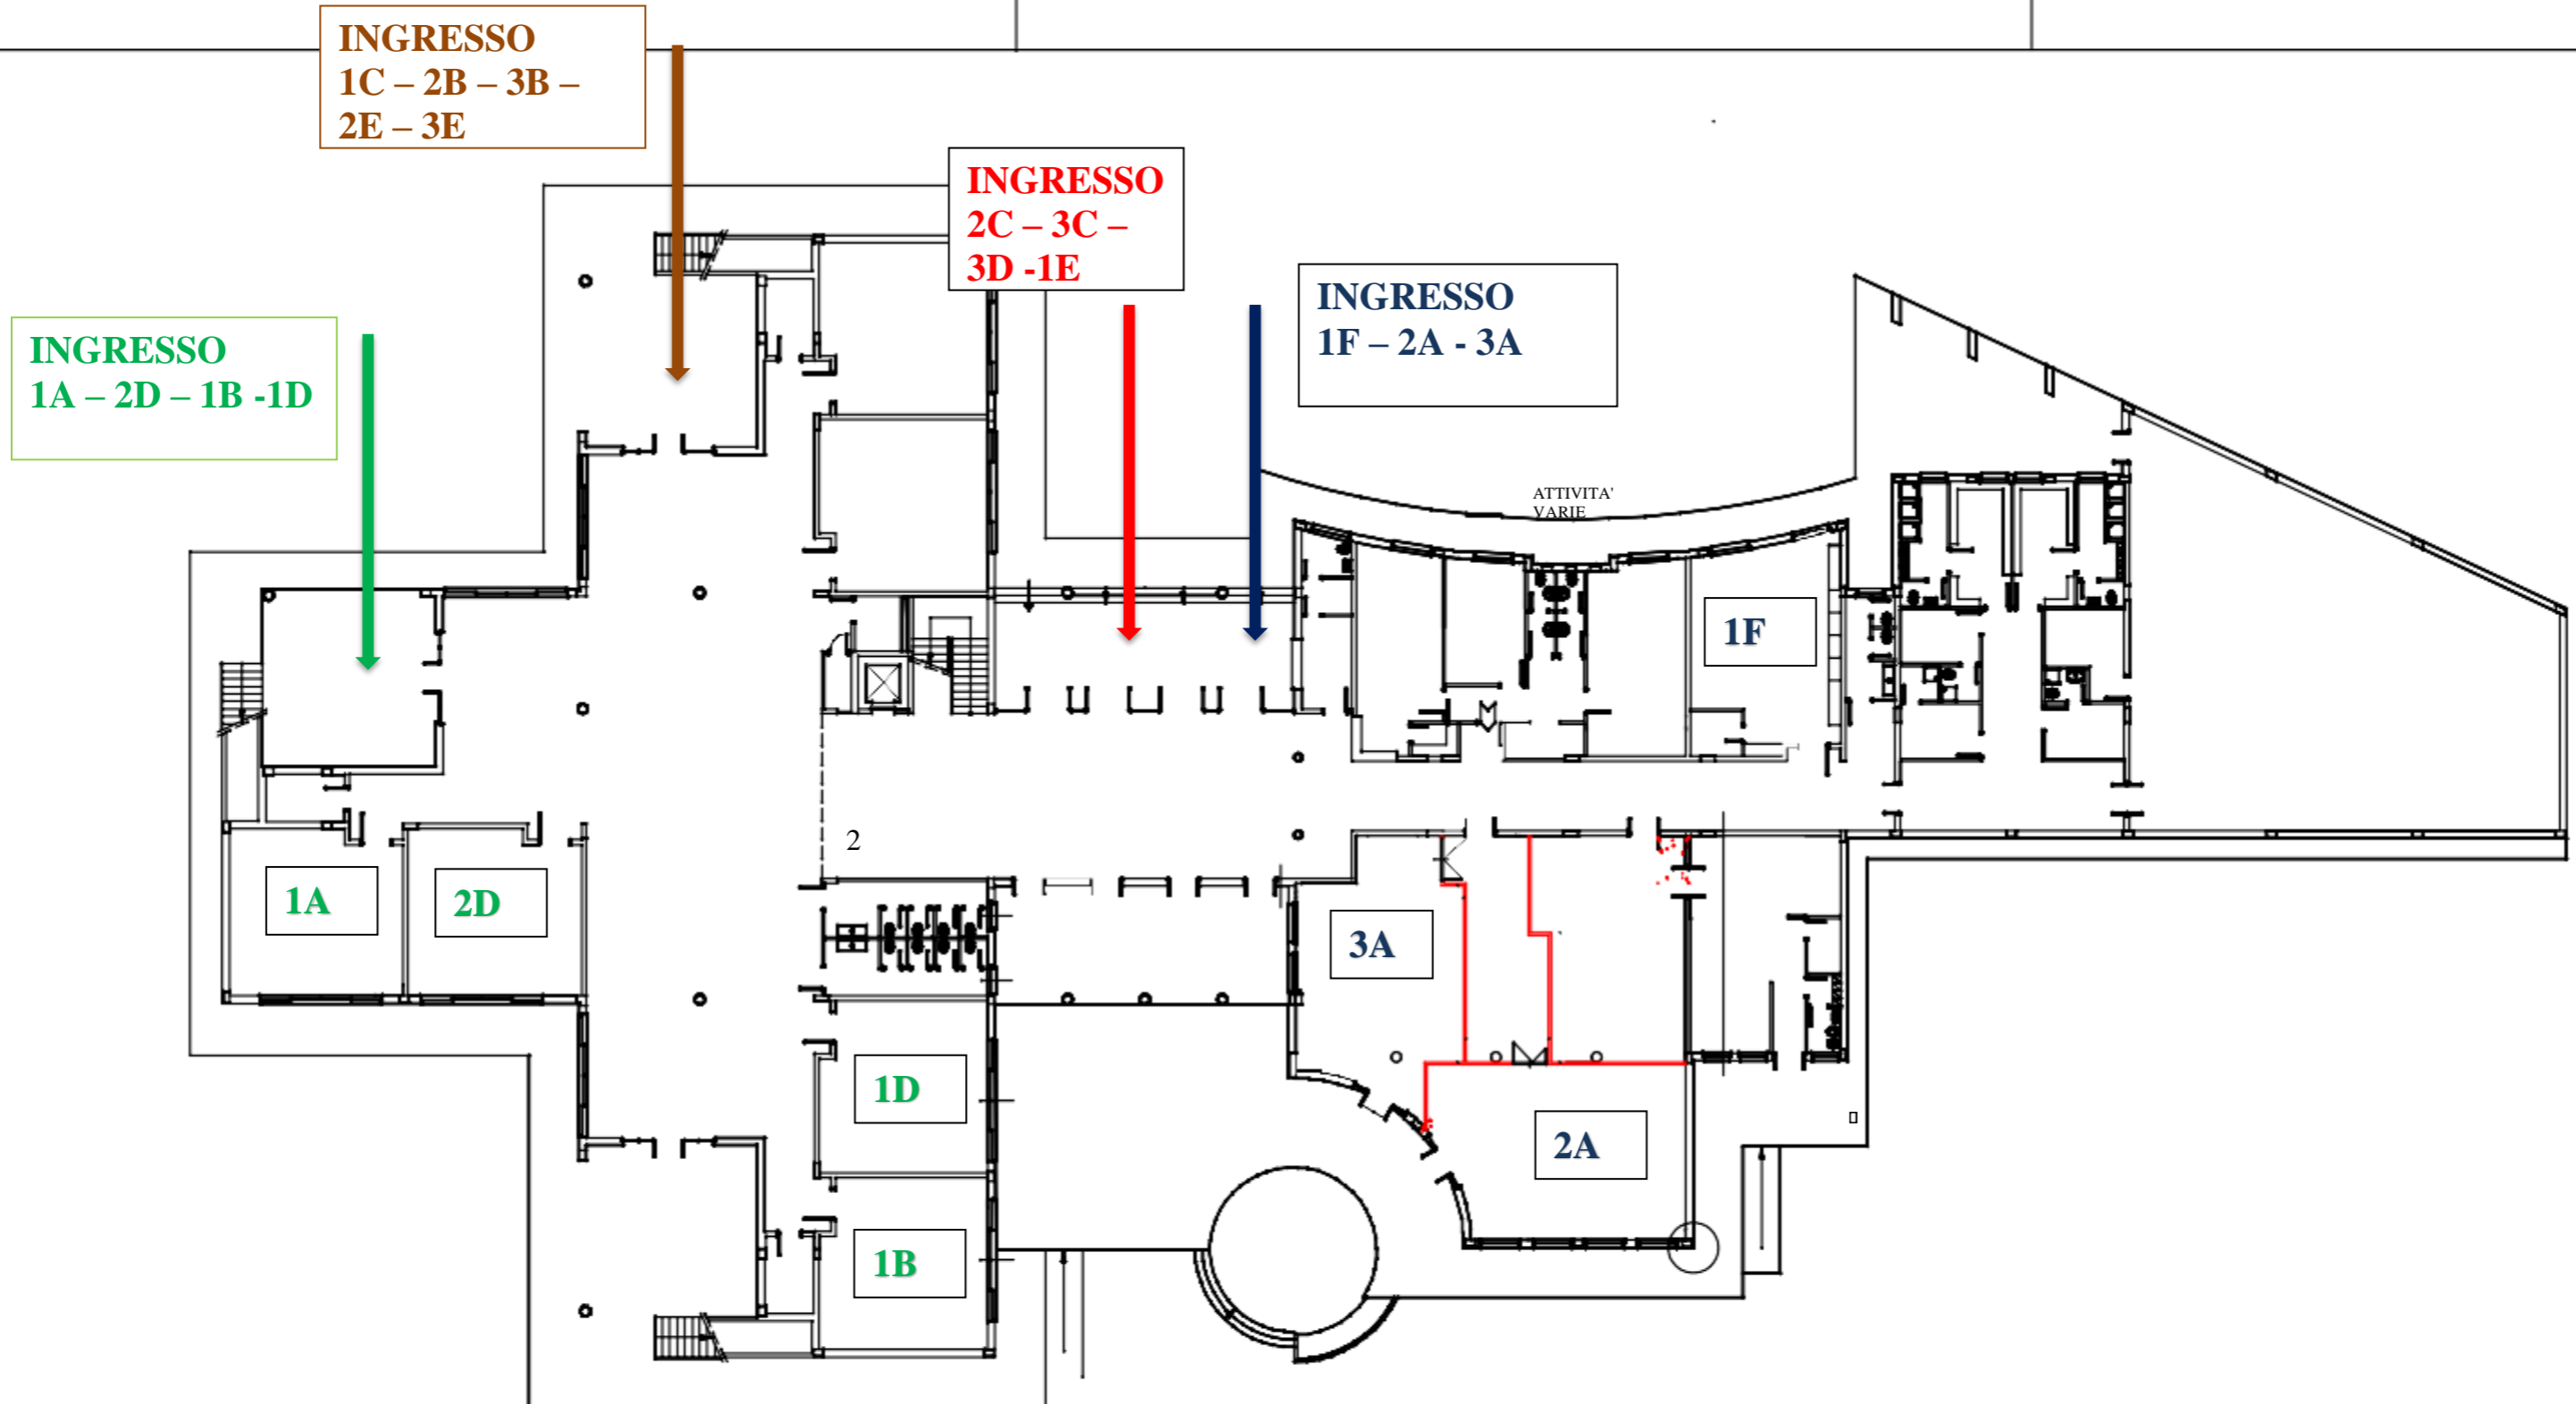 INGRESSO
1C – 2B – 3B –
2E – 3E
INGRESSO
2C – 3C –
3D -1E
INGRESSO
1F – 2A - 3A
INGRESSO
1A – 2D – 1B -1D
ATTIVITA'
VARIE
1F
2
1A
2D
3A
1D
2A
1B